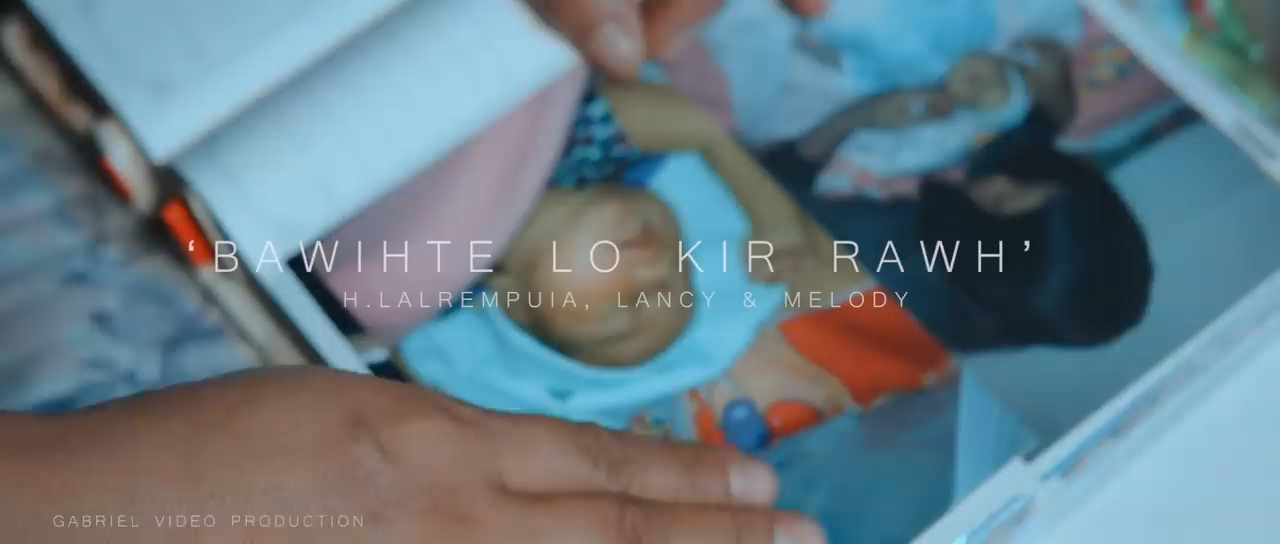 ‘BAWIHTE LO KIR RAWH’
H.LALREMPUIA, LANCY & MELODY
GABRIEL VIDEO PRODUCTION